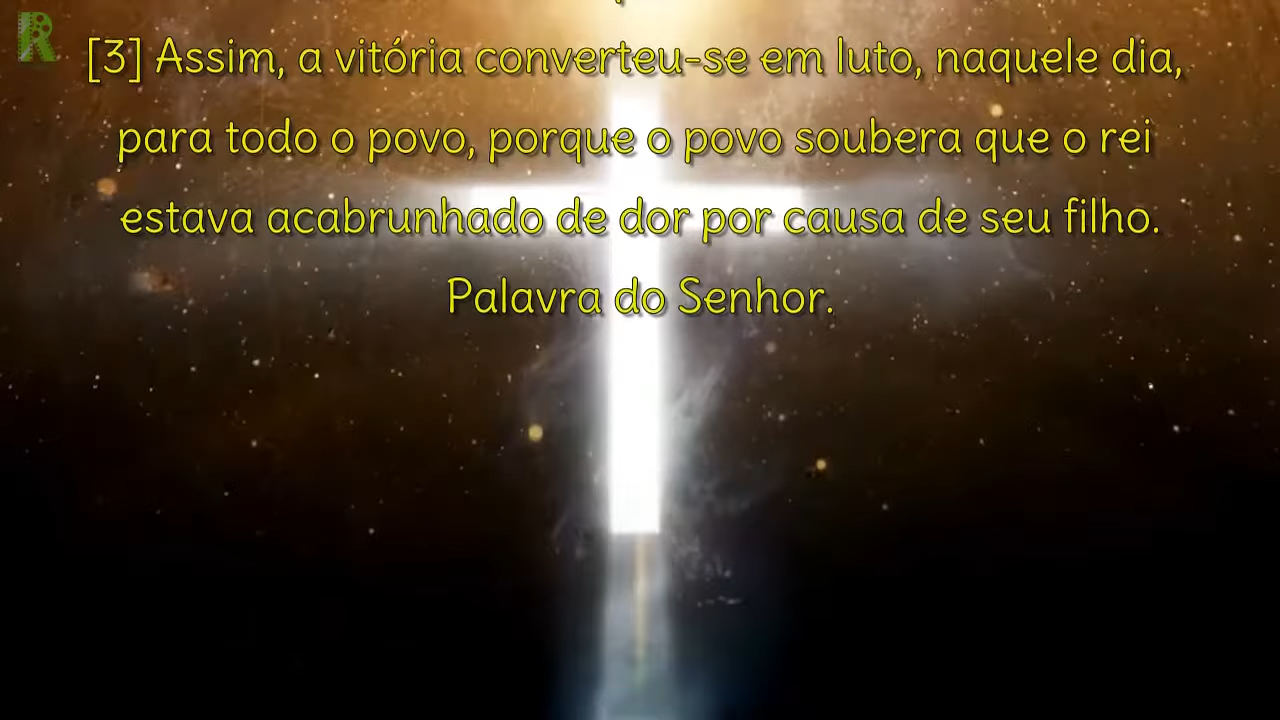 R
[3] Assim, a vitória converteu-se em luto, naquele dia,
para todo o povo, porque o povo soubera que o rei
estava acabrunhado de dor por causa de seu filho.
Palavra do Senhor.